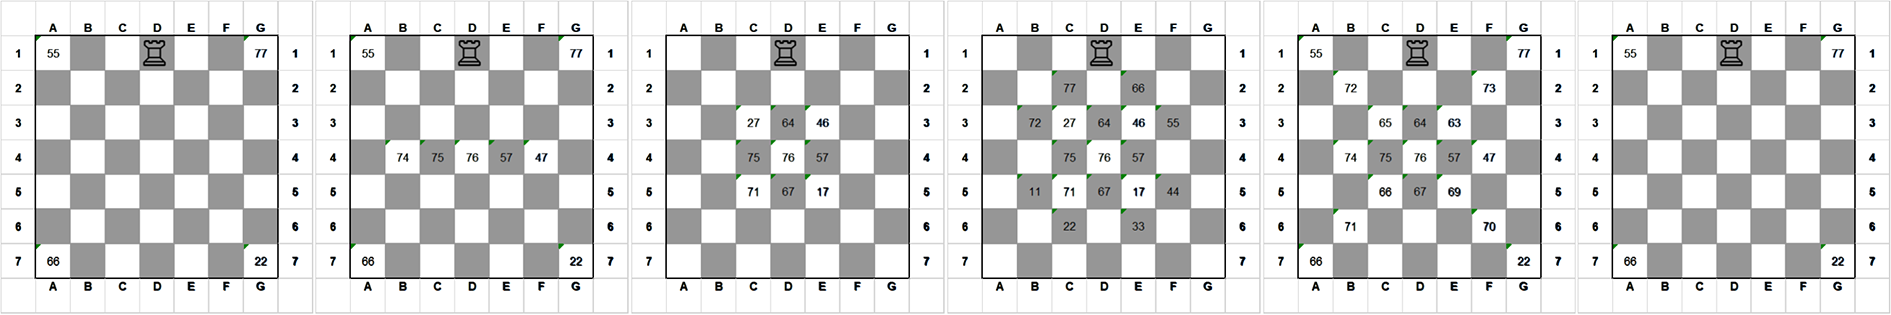 A B C D E F G A B C D E F G A B C D E F G A B C D E F G A B C D E F G A B C D E F G
1 55 77 1 1 55 77 1 1 1 1 1 1 55 77 1 1 55 77 1
2 2 2 2 2 2 2 77 66 2 2 72 73 2 2 2
3 3 3 3 3 27 64 46 3 3 72 27 64 46 55 3 3 65 64 63 3 3 3
4 4 4 74 75 76 57 47 4 4 75 76 57 4 4 75 76 57 4 4 74 75 76 57 47 4 4 4
5 5 5 5 5 71 67 17 5 5 11 71 67 17 44 5 5 66 67 69 5 5 5
6 6 6 6 6 6 6 22 33 6 6 71 70 6 6 6
7 66 22 7 7 66 22 7 7 7 7 7 7 66 22 7 7 66 22 7
A B C D E F G A B C D E F G A B C D E F G A B C D E F G A B C D E F G A B C D E F G